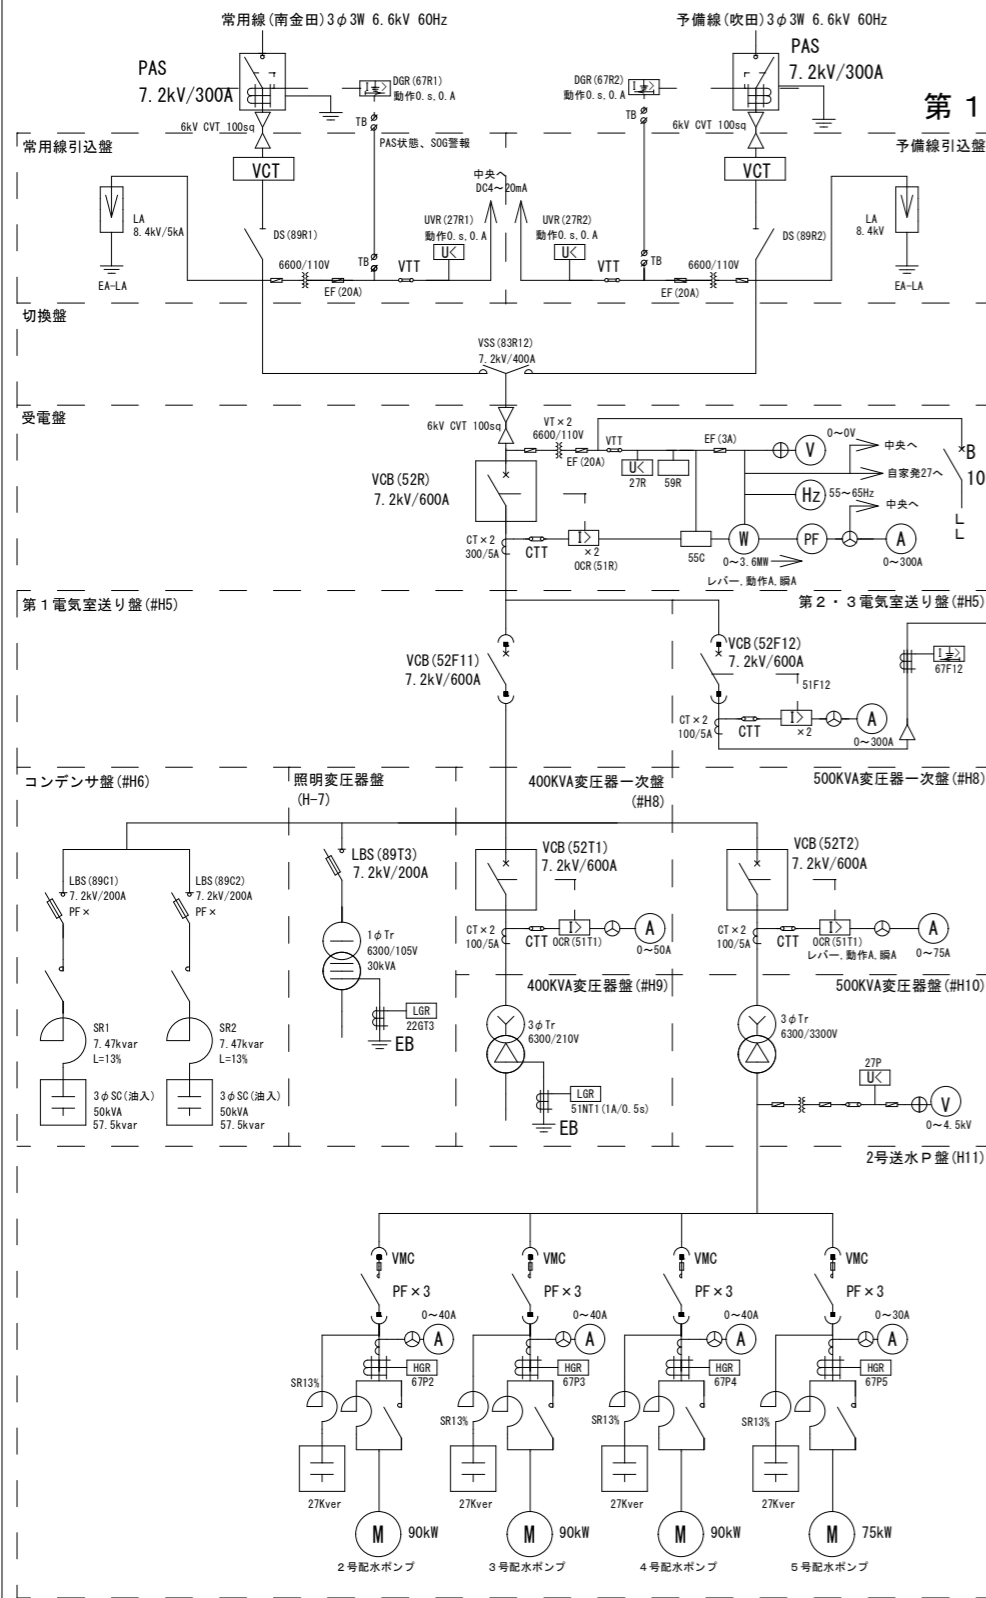 常用線(南金田)3φ3W 6.6kV 60Hz
予備線(吹田)3φ3W 6.6kV 60Hz
PAS
7.2kV/300A
DGR(67R1)
動作0.s,0.A
I⏚>
TB
PAS状態、SOG警報
DGR(67R2)
動作0.s,0.A
I⏚>
TB
PAS
7.2kV/300A
第 1
6kV CVT 100sq
6kV CVT 100sq
常用線引込盤
予備線引込盤
VCT
VCT
中央へ
DC4～20mA
LA
8.4kV/5kA
EA-LA
DS(89R1)
6600/110V
EF(20A)
TB
VTT
UVR(27R1)
動作0.s,0.A
U<
UVR(27R2)
動作0.s,0.A
U<
VTT
TB
6600/110V
EF(20A)
DS(89R2)
LA
8.4kV
EA-LA
切換盤
VSS(83R12)
7.2kV/400A
受電盤
6kV CVT 100sq
VT×2
6600/110V
EF(20A)
VTT
U<
27R
59R
EF(3A)
V
0～0V
中央へ
自家発27へ
B
10
L
L
Hz
55～65Hz
中央へ
VCB(52R)
7.2kV/600A
CT×2
300/5A
CTT
I>
×2
OCR(51R)
55C
W
0～3.6MW
PF
A
0～300A
レバー,動作A,瞬A
第1電気室送り盤(#H5)
第2・3電気室送り盤(#H5)
VCB(52F11)
7.2kV/600A
VCB(52F12)
7.2kV/600A
51F12
I⏚>
67F12
CT×2
100/5A
CTT
I>
×2
A
0～300A
コンデンサ盤(#H6)
照明変圧器盤
(H-7)
400KVA変圧器一次盤
(#H8)
500KVA変圧器一次盤(#H8)
LBS(89C1)
7.2kV/200A
PF×
LBS(89C2)
7.2kV/200A
PF×
LBS(89T3)
7.2kV/200A
VCB(52T1)
7.2kV/600A
VCB(52T2)
7.2kV/600A
1φTr
6300/105V
30kVA
CT×2
100/5A
CTT
I>
OCR(51T1)
A
0～50A
CT×2
100/5A
CTT
I>
OCR(51T1)
レバー,動作A,瞬A
A
0～75A
400KVA変圧器盤(#H9)
500KVA変圧器盤(#H10)
LGR
22GT3
EB
3φTr
6300/210V
3φTr
6300/3300V
SR1
7.47kvar
L=13%
SR2
7.47kvar
L=13%
3φSC(油入)
50kVA
57.5kvar
3φSC(油入)
50kVA
57.5kvar
LGR
51NT1(1A/0.5s)
EB
27P
U<
V
0～4.5kV
2号送水P盤(H11)
VMC
PF×3
0～40A
A
HGR
67P2
SR13%
27Kver
M
90kW
2号配水ポンプ
VMC
PF×3
0～40A
A
HGR
67P3
SR13%
27Kver
M
90kW
3号配水ポンプ
VMC
PF×3
0～40A
A
HGR
67P4
SR13%
27Kver
M
90kW
4号配水ポンプ
VMC
PF×3
0～30A
A
HGR
67P5
SR13%
27Kver
M
75kW
5号配水ポンプ